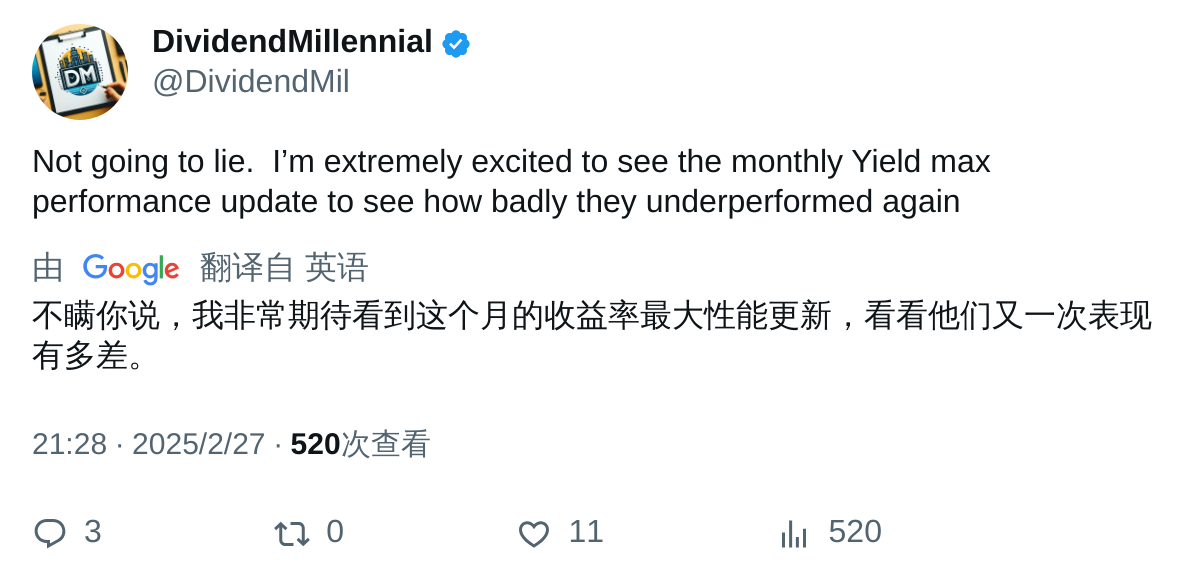 DM
DividendMillennial
@DividendMil
Not going to lie.  I’m extremely excited to see the monthly Yield max
performance update to see how badly they underperformed again
由 Google 翻译自 英语
不瞒你说，我非常期待看到这个月的收益率最大性能更新，看看他们又一次表现
有多差。
21:28 · 2025/2/27 · 520次查看
3 0 11 520